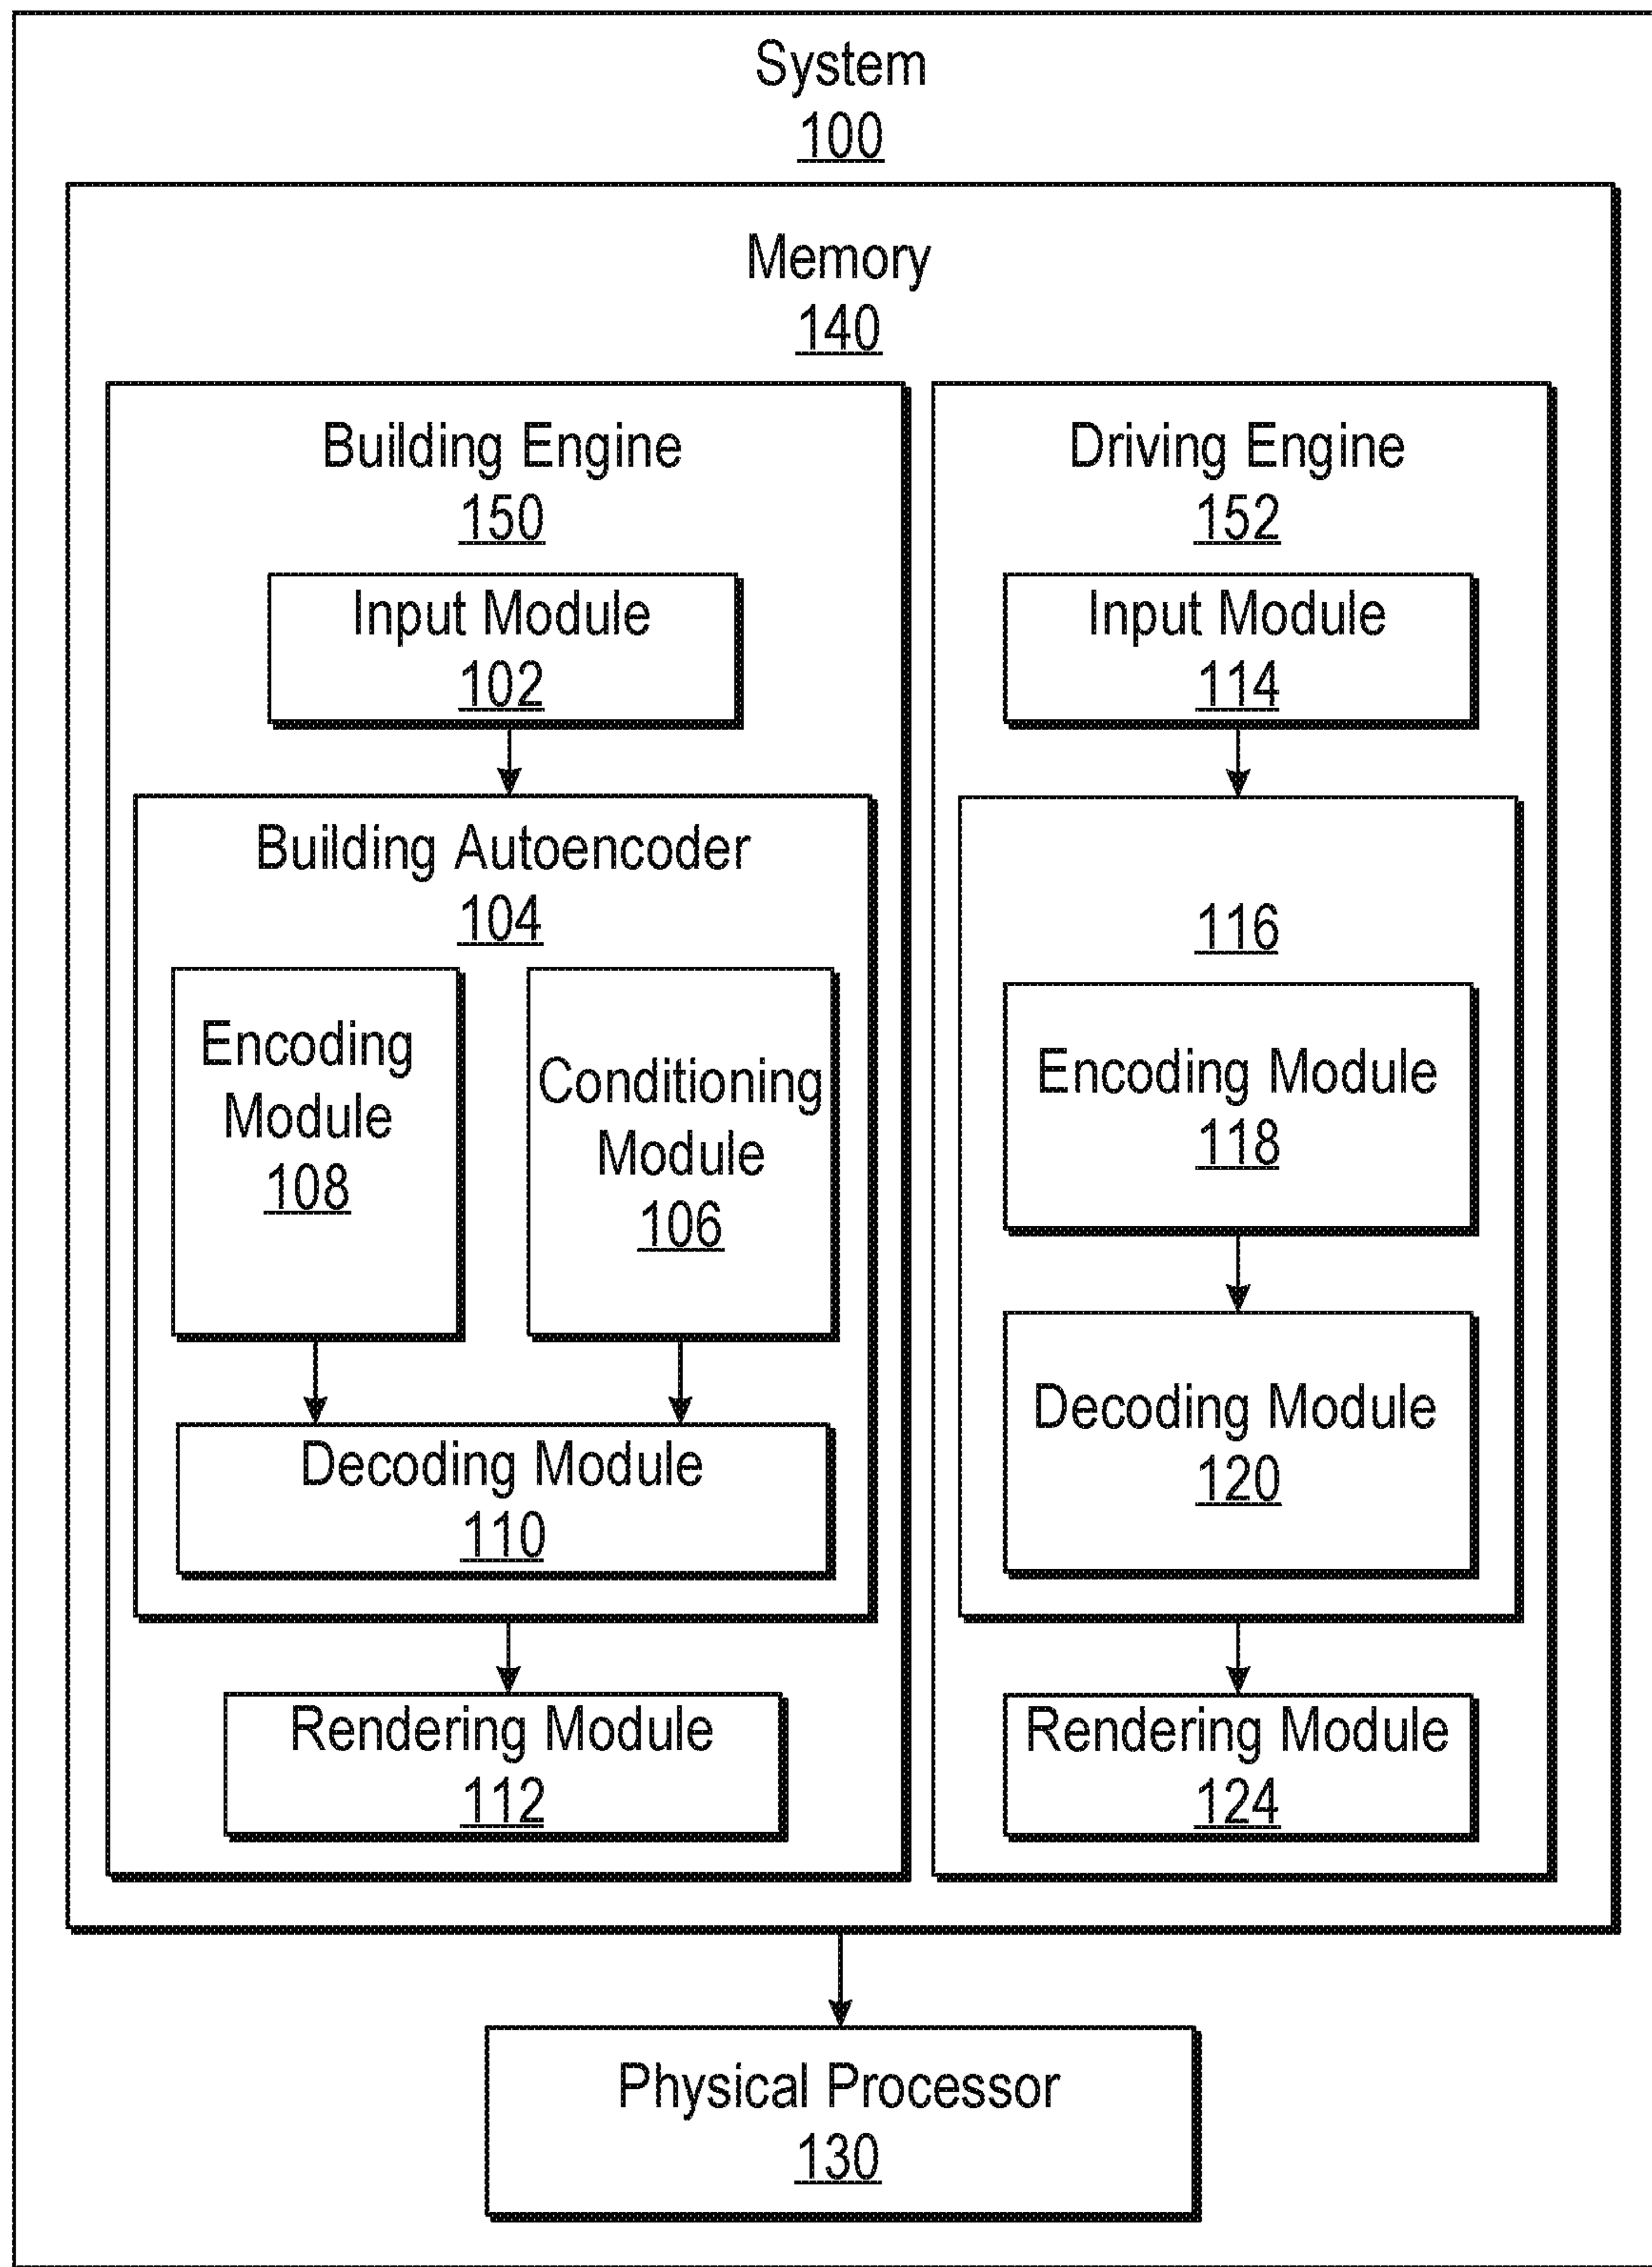 System
100
Memory
140
Building Engine
150
Input Module
102
Building Autoencoder
104
Encoding
Module
108
Conditioning
Module
106
Decoding Module
110
Rendering Module
112
Driving Engine
152
Input Module
114
116
Encoding Module
118
Decoding Module
120
Rendering Module
124
Physical Processor
130